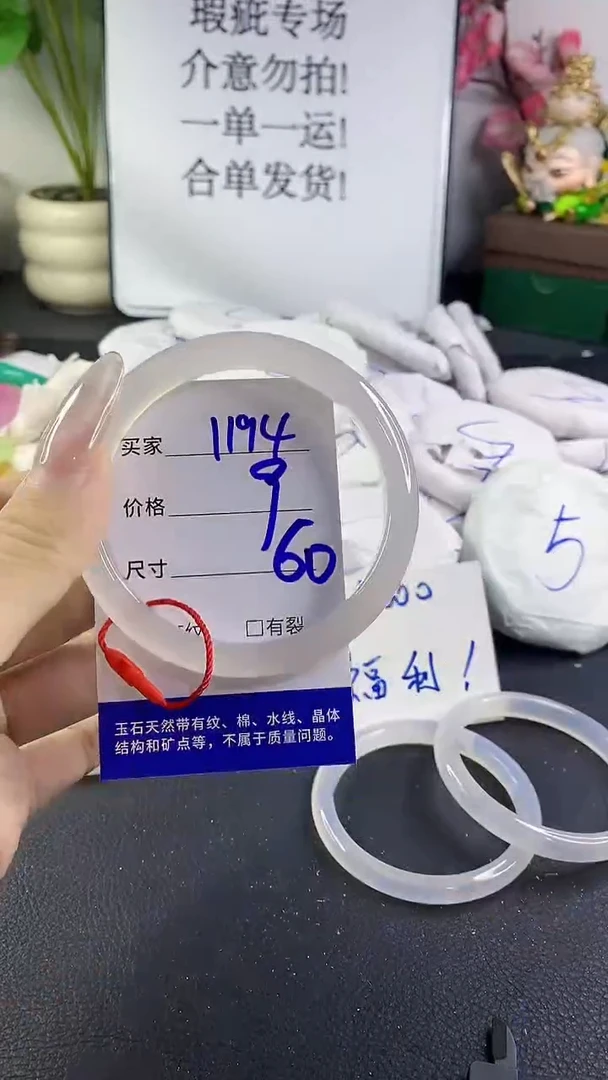 瑕疵专场
介意勿拍!
一单一运!
合单发货!
买家 1194
价格 9
尺寸 60
□有裂
玉石天然带有纹、棉、水线、晶体
结构和矿点等，不属于质量问题。
福利！
5